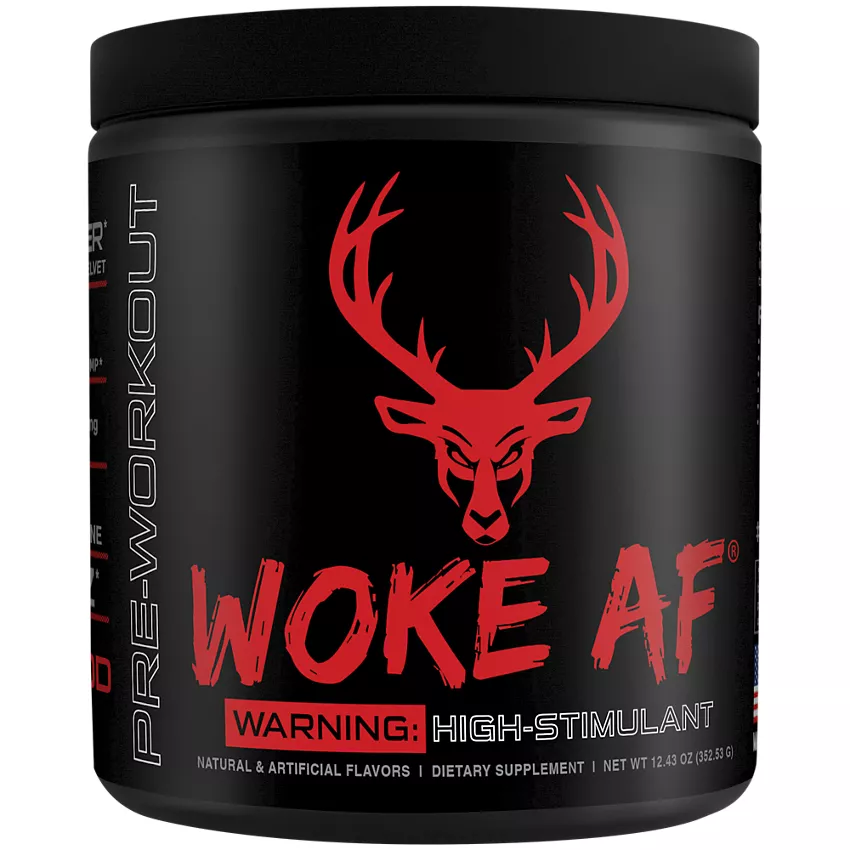 PRE-WORKOUT
WOKE AF®
WARNING: HIGH-STIMULANT
NATURAL & ARTIFICIAL FLAVORS | DIETARY SUPPLEMENT | NET WT 12.43 OZ (352.53 G)